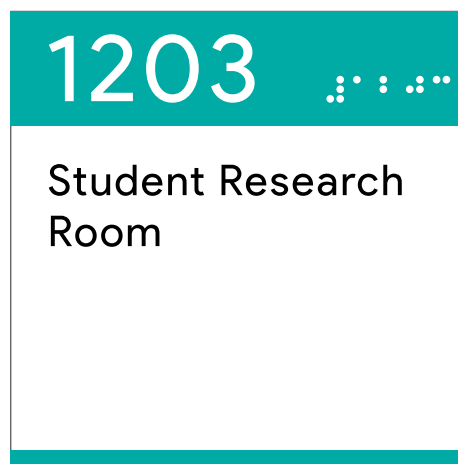 1203 ⠼⠁⠃⠚⠉
Student Research
Room